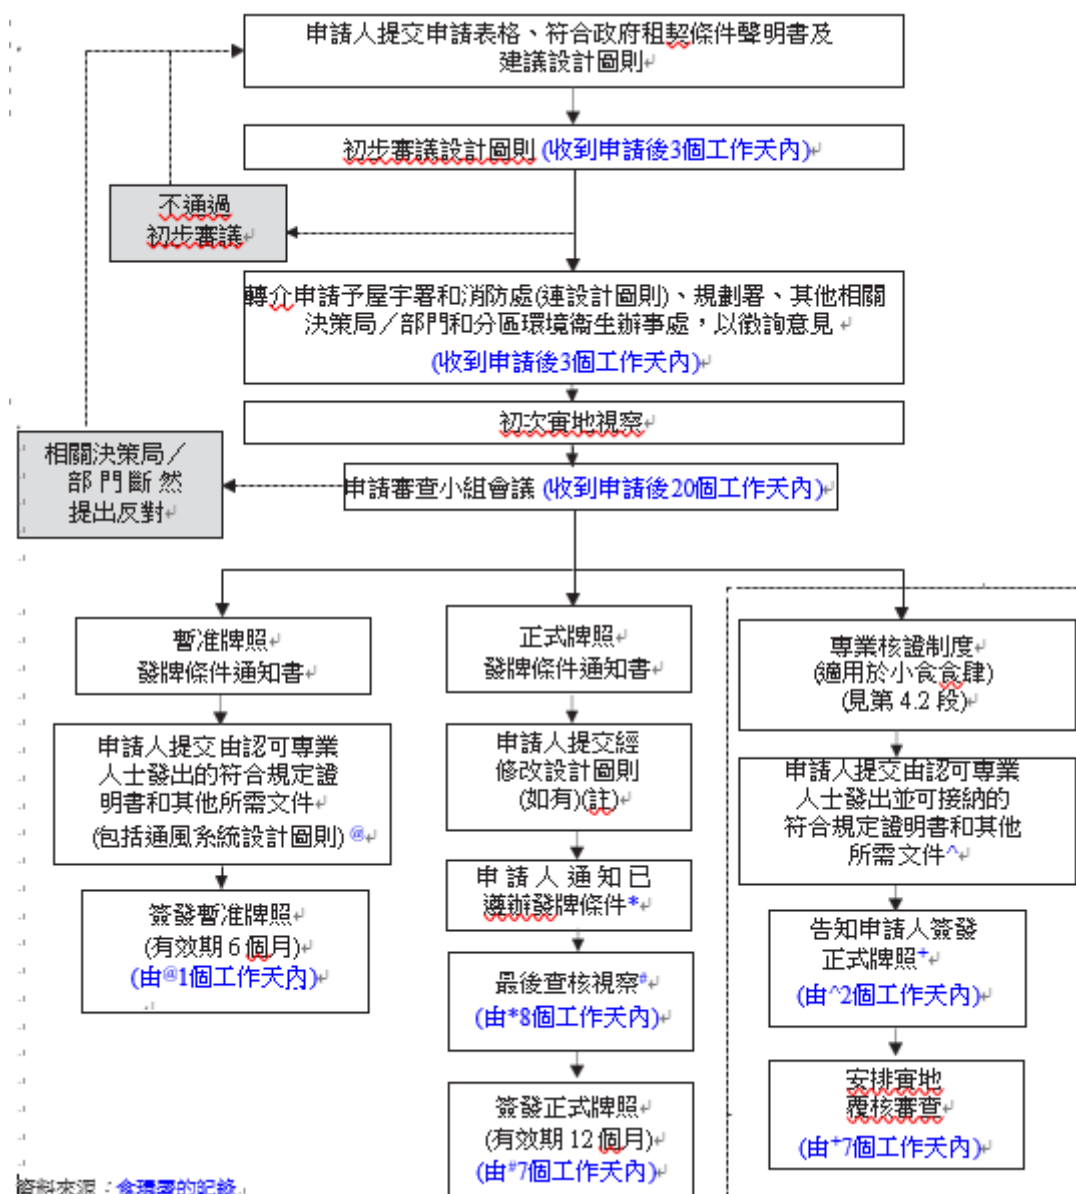 申請人提交申請表格、符合政府租契條件聲明書及
建議設計圖則
初步審議設計圖則 (收到申請後3個工作天內)
不通過
初步審議
轉介申請予屋宇署和消防處(連設計圖則)、規劃署、其他相關
決策局／部門和分區環境衞生辦事處，以徵詢意見
(收到申請後3個工作天內)
初次實地視察
相關決策局／
部門斷然
提出反對
申請審查小組會議 (收到申請後20個工作天內)
暫准牌照
發牌條件通知書
申請人提交由認可專業
人士發出的符合規定證
明書和其他所需文件
(包括通風系統設計圖則) @
簽發暫准牌照
(有效期 6 個月)
(由@1個工作天內)
正式牌照
發牌條件通知書
申請人提交經
修改設計圖則
(如有)(註)
申請人通知已
遵辦發牌條件*
最後查核視察#
(由*8個工作天內)
簽發正式牌照
(有效期 12 個月)
(由#7個工作天內)
專業核證制度
(適用於小食食肆)
(見第 4.2 段)
申請人提交由認可專業
人士發出並可接納的
符合規定證明書和其他
所需文件^
告知申請人簽發
正式牌照+
(由^2個工作天內)
安排實地
覆核審查
(由+7個工作天內)
資料來源：食環署的紀錄